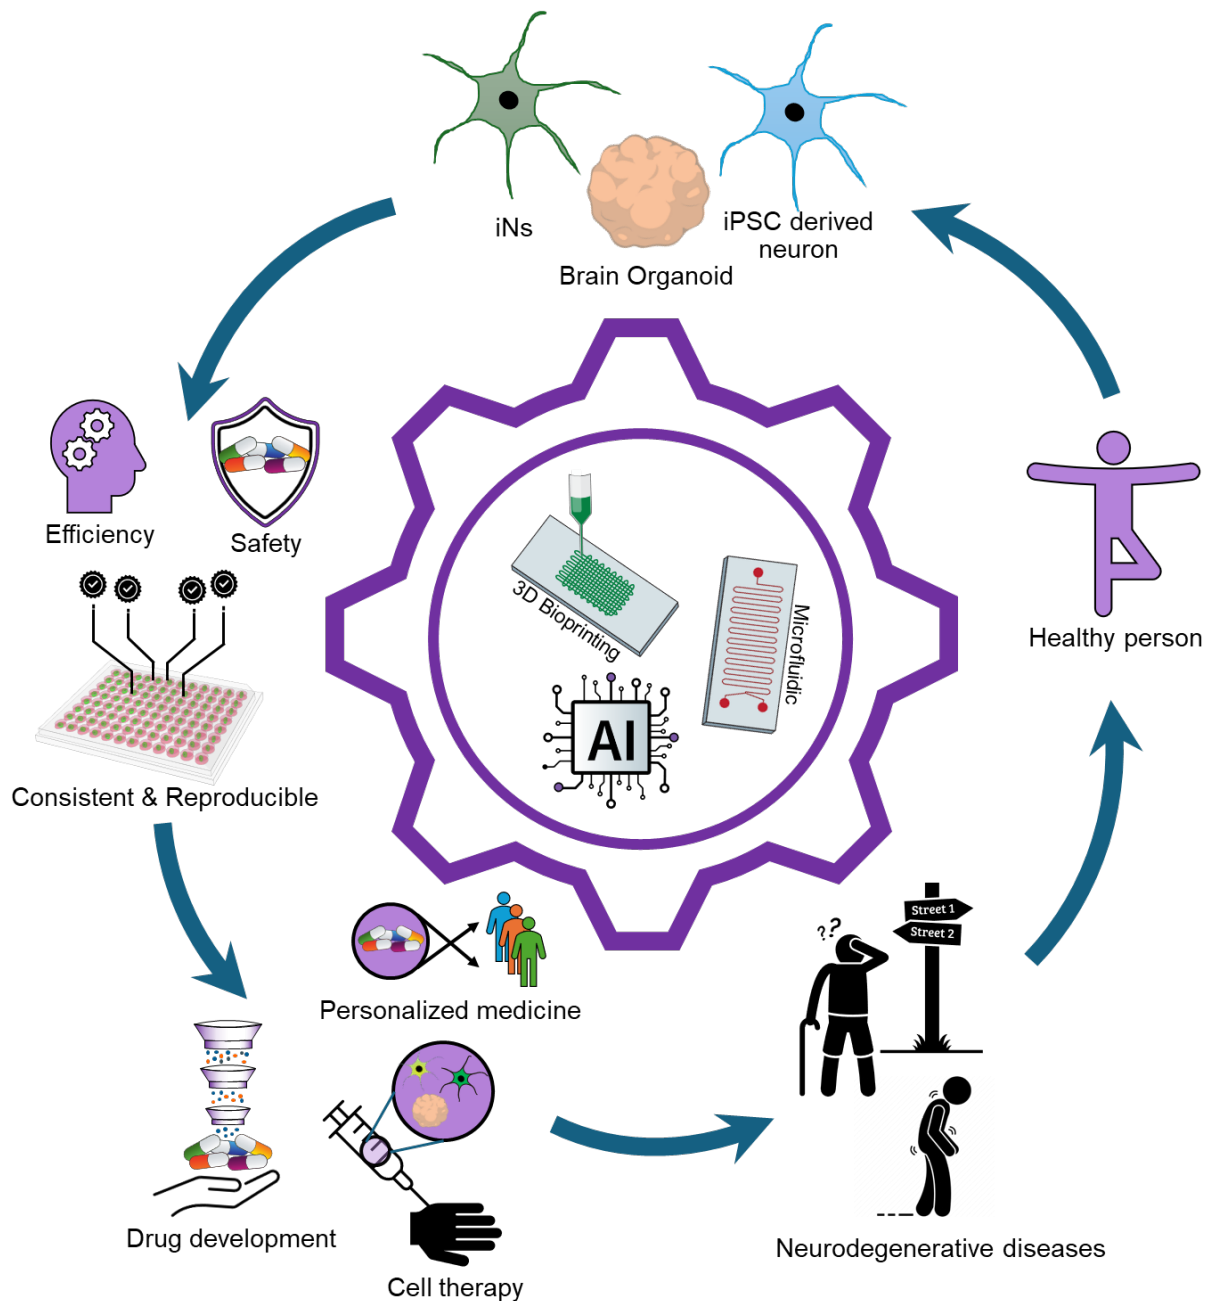 iNs
iPSC derived
neuron
Brain Organoid
Efficiency
Safety
3D Bioprinting
Microfluidic
AI
Healthy person
Consistent & Reproducible
Street 1
Street 2
??
Personalized medicine
Drug development
Cell therapy
Neurodegenerative diseases